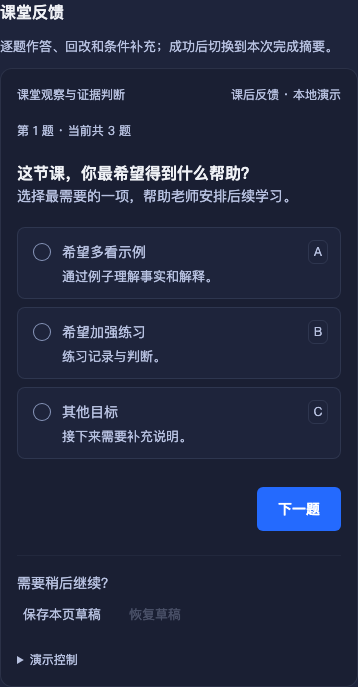 课堂反馈
逐题作答、回改和条件补充；成功后切换到本次完成摘要。
课堂观察与证据判断
课后反馈 · 本地演示
第 1 题 · 当前共 3 题
这节课，你最希望得到什么帮助？
选择最需要的一项，帮助老师安排后续学习。
希望多看示例
A
通过例子理解事实和解释。
希望加强练习
B
练习记录与判断。
其他目标
C
接下来需要补充说明。
下一题
需要稍后继续？
保存本页草稿
恢复草稿
演示控制